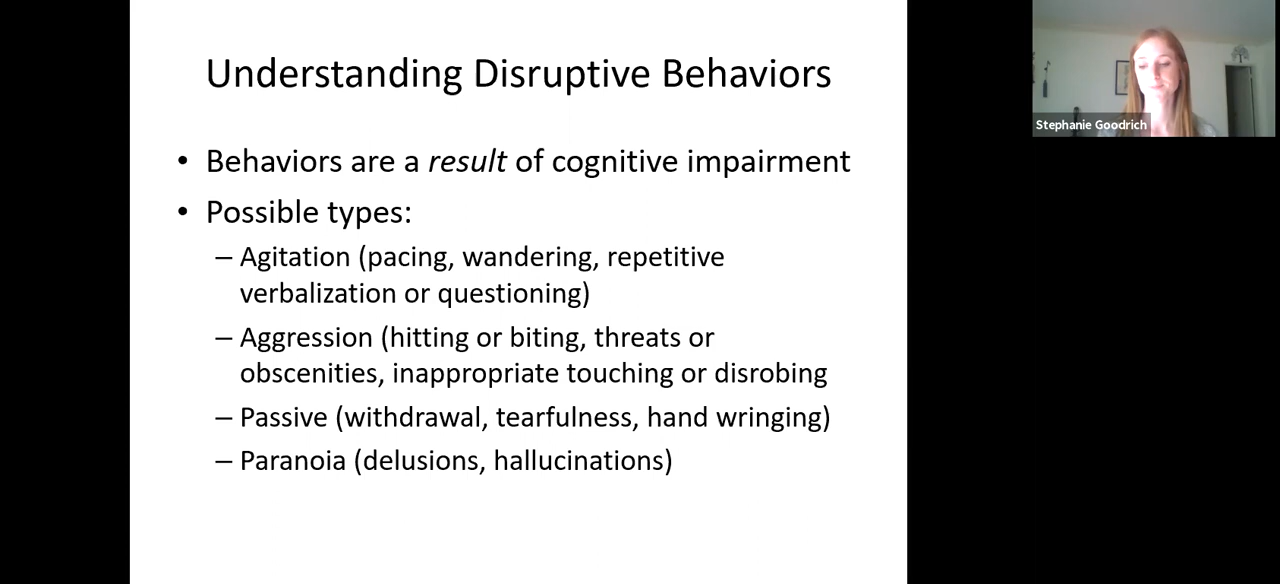 Understanding Disruptive Behaviors
• Behaviors are a result of cognitive impairment
• Possible types:
– Agitation (pacing, wandering, repetitive
verbalization or questioning)
– Aggression (hitting or biting, threats or
obscenities, inappropriate touching or disrobing
– Passive (withdrawal, tearfulness, hand wringing)
– Paranoia (delusions, hallucinations)
Stephanie Goodrich